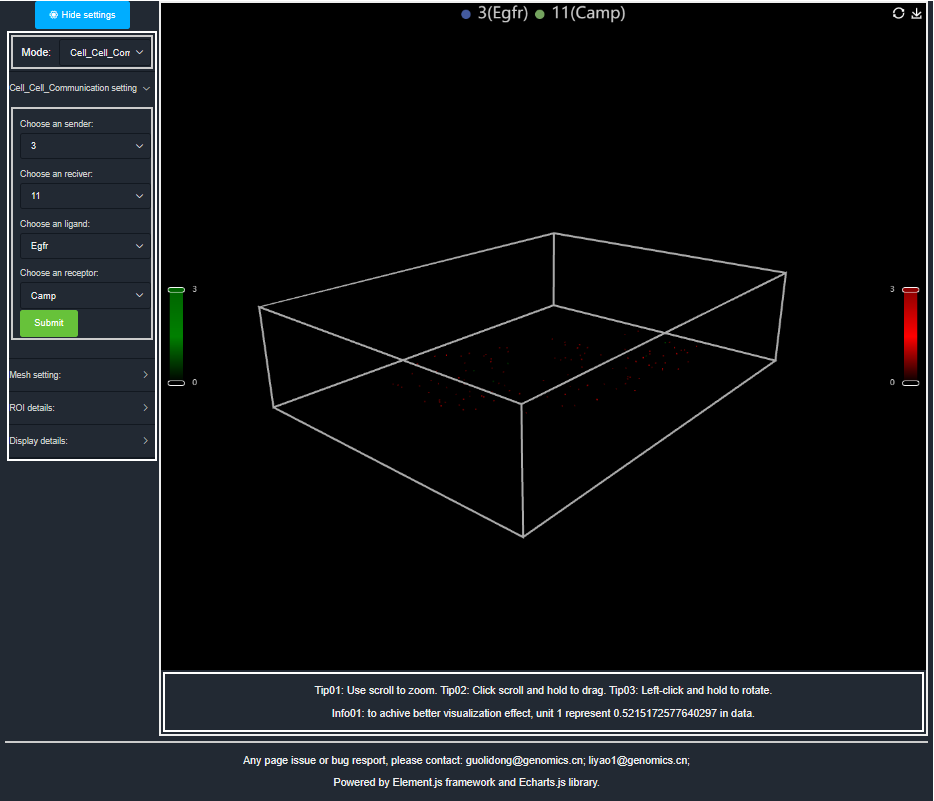 Hide settings
Mode: Cell_Cell_Com
Cell_Cell_Communication setting
Choose an sender:
3
Choose an reciver:
11
Choose an ligand:
Egfr
Choose an receptor:
Camp
Submit
Mesh setting:
ROI details:
Display details:
3(Egfr) 11(Camp)
3
0
3
0
Tip01: Use scroll to zoom. Tip02: Click scroll and hold to drag. Tip03: Left-click and hold to rotate.
Info01: to achive better visualization effect, unit 1 represent 0.5215172577640297 in data.
Any page issue or bug resport, please contact: guolidong@genomics.cn; liyao1@genomics.cn;
Powered by Element.js framework and Echarts.js library.